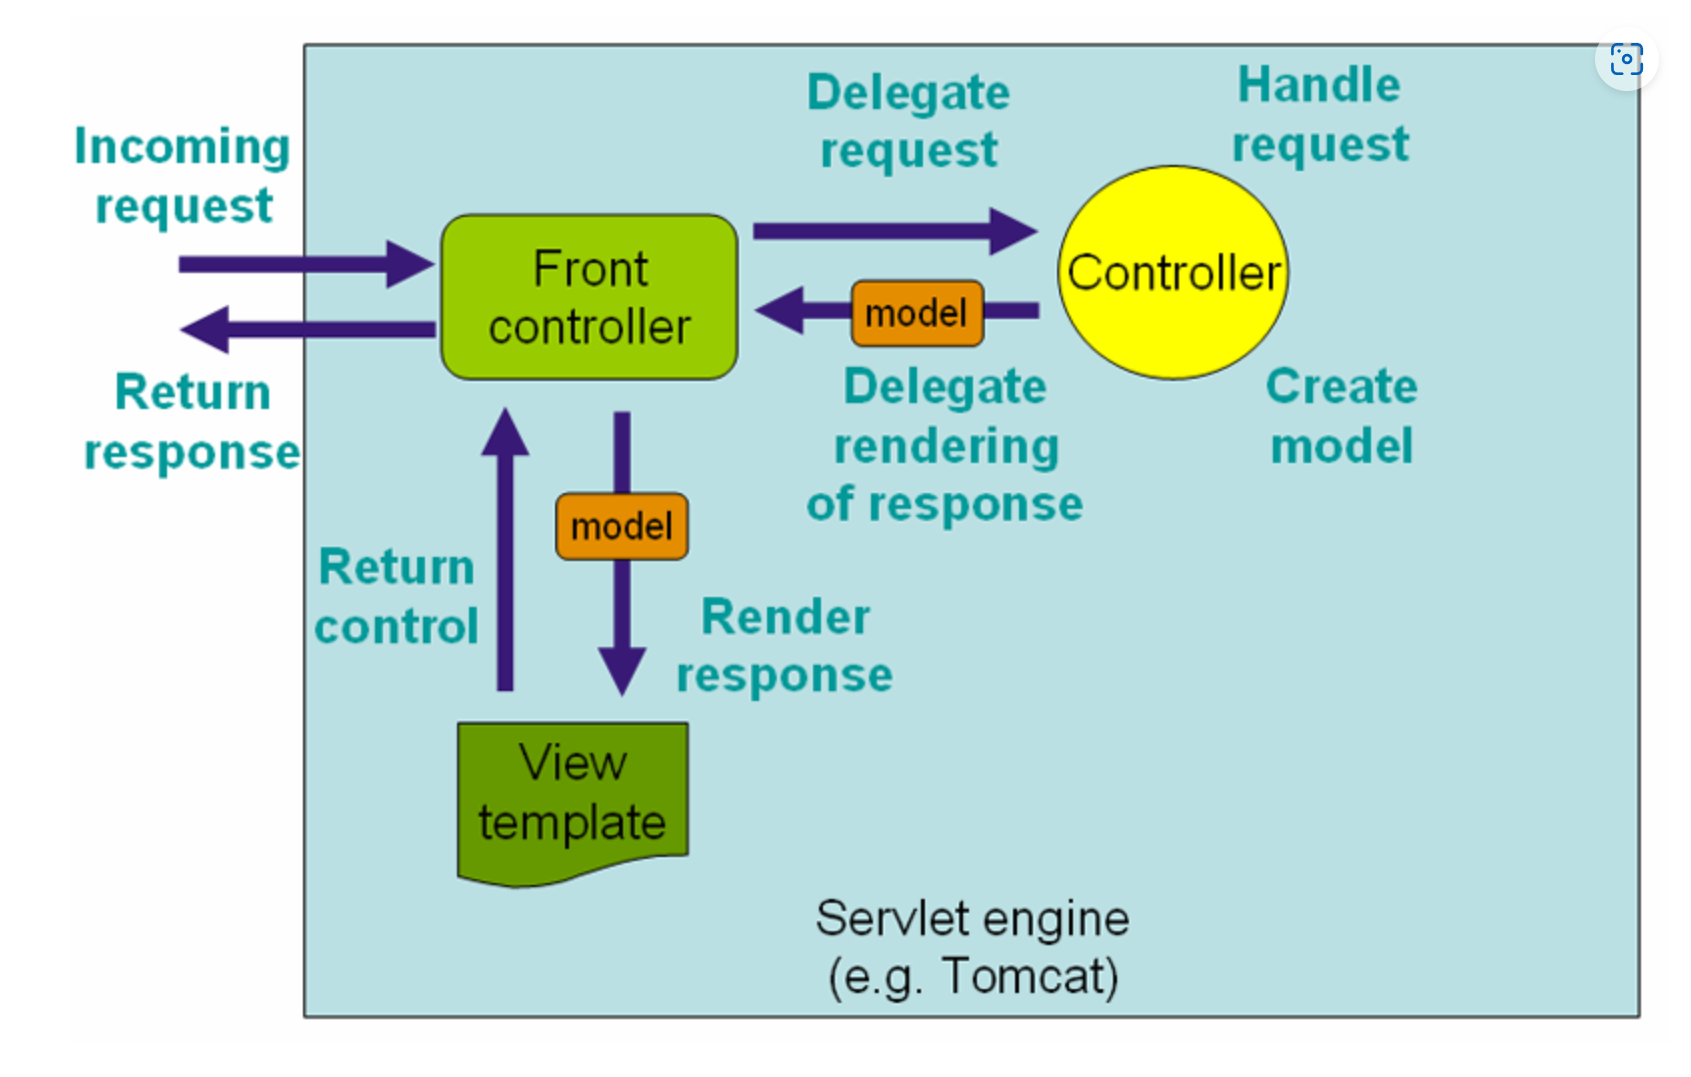 Incoming
request
Return
response
Front
controller
Delegate
request
Handle
request
Controller
model
Delegate
rendering
of response
Create
model
Return
control
model
Render
response
View
template
Servlet engine
(e.g. Tomcat)